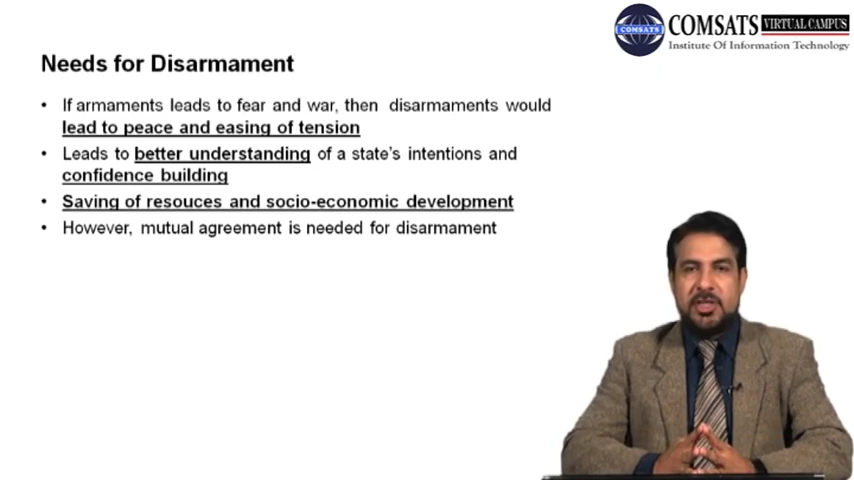 COMSATS VIRTUAL CAMPUS
COMSATS
Institute Of Information Technology
Needs for Disarmament
• If armaments leads to fear and war, then disarmaments would
lead to peace and easing of tension
• Leads to better understanding of a state's intentions and
confidence building
• Saving of resouces and socio-economic development
• However, mutual agreement is needed for disarmament